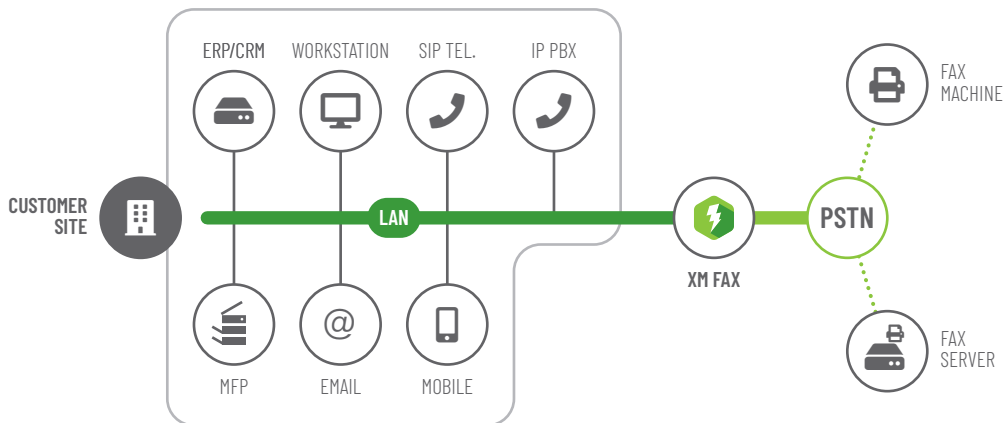 ERP/CRM
WORKSTATION
SIP TEL.
IP PBX
FAX
MACHINE
CUSTOMER
SITE
LAN
PSTN
XM FAX
@
MFP
EMAIL
MOBILE
FAX
SERVER